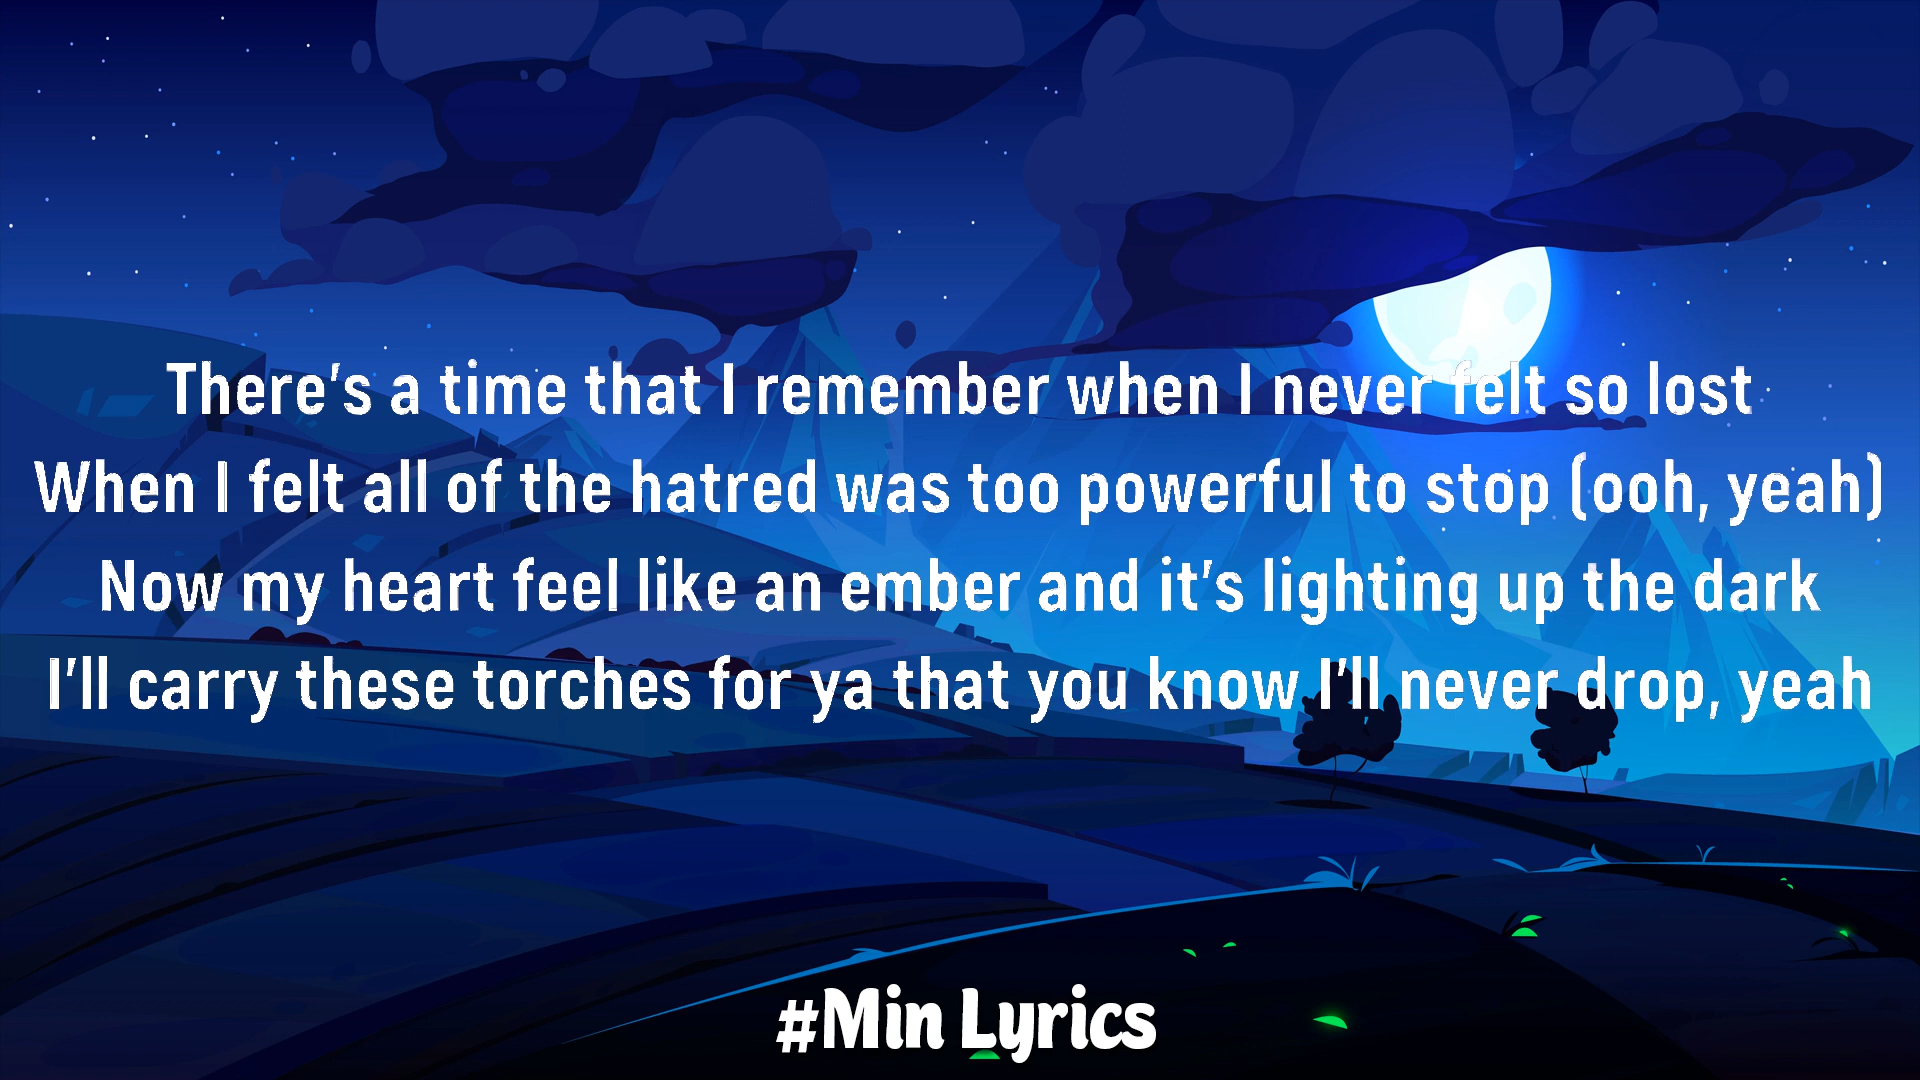 There's a time that I remember when I never felt so lost
When I felt all of the hatred was too powerful to stop (ooh, yeah)
Now my heart feel like an ember and it's lighting up the dark
I'll carry these torches for ya that you know I'll never drop, yeah
#Min Lyrics